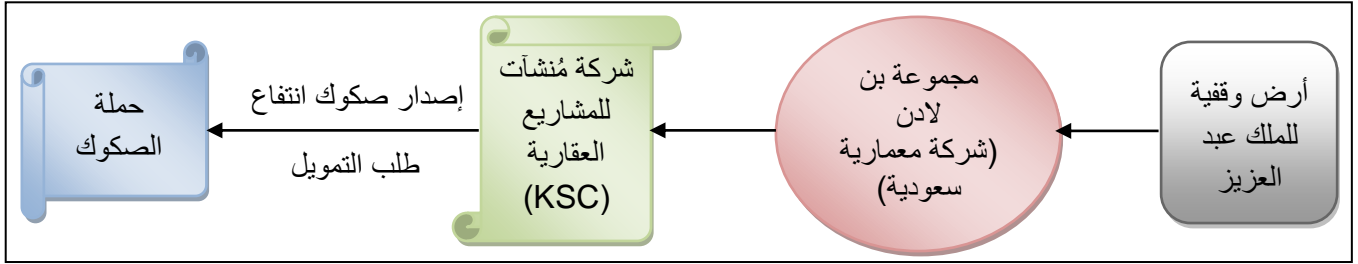 أرض وقفية
للملك عبد
العزيز
مجموعة بن
لادن
(شركة معمارية
سعودية)
شركة مُنشآت
للمشاريع
العقارية
(KSC)
إصدار صكوك انتفاع
طلب التمويل
حملة
الصكوك